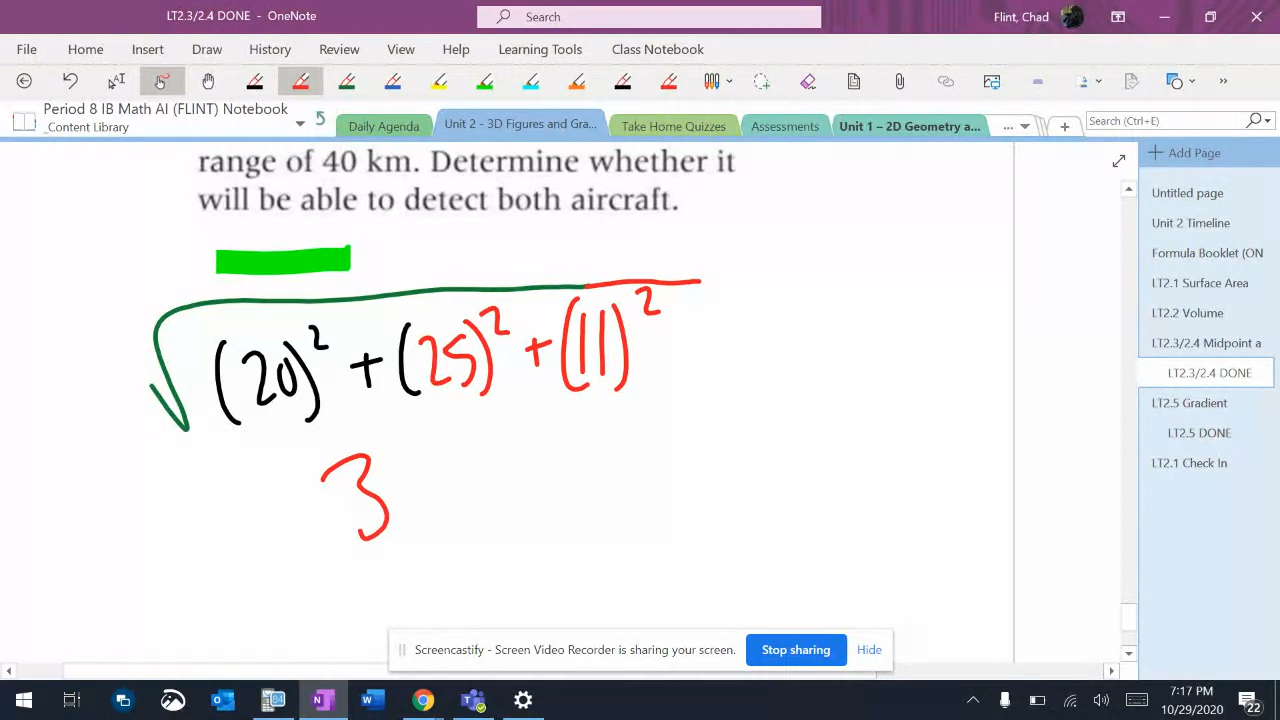 LT2.3/2.4 DONE - OneNote
Search
Flint, Chad
File Home Insert Draw History Review View Help Learning Tools Class Notebook
Period 8 IB Math AI (FLINT) Notebook
_Content Library
Daily Agenda
Unit 2 - 3D Figures and Gra...
Take Home Quizzes
Assessments
Unit 1 – 2D Geometry a...
...
Search (Ctrl+E)
range of 40 km. Determine whether it
will be able to detect both aircraft.
√(20)² + (25)² + (11)²
3
Add Page
Untitled page
Unit 2 Timeline
Formula Booklet (ON
LT2.1 Surface Area
LT2.2 Volume
LT2.3/2.4 Midpoint a
LT2.3/2.4 DONE
LT2.5 Gradient
LT2.5 DONE
LT2.1 Check In
Screencastify - Screen Video Recorder is sharing your screen.
Stop sharing
Hide
7:17 PM
10/29/2020
22